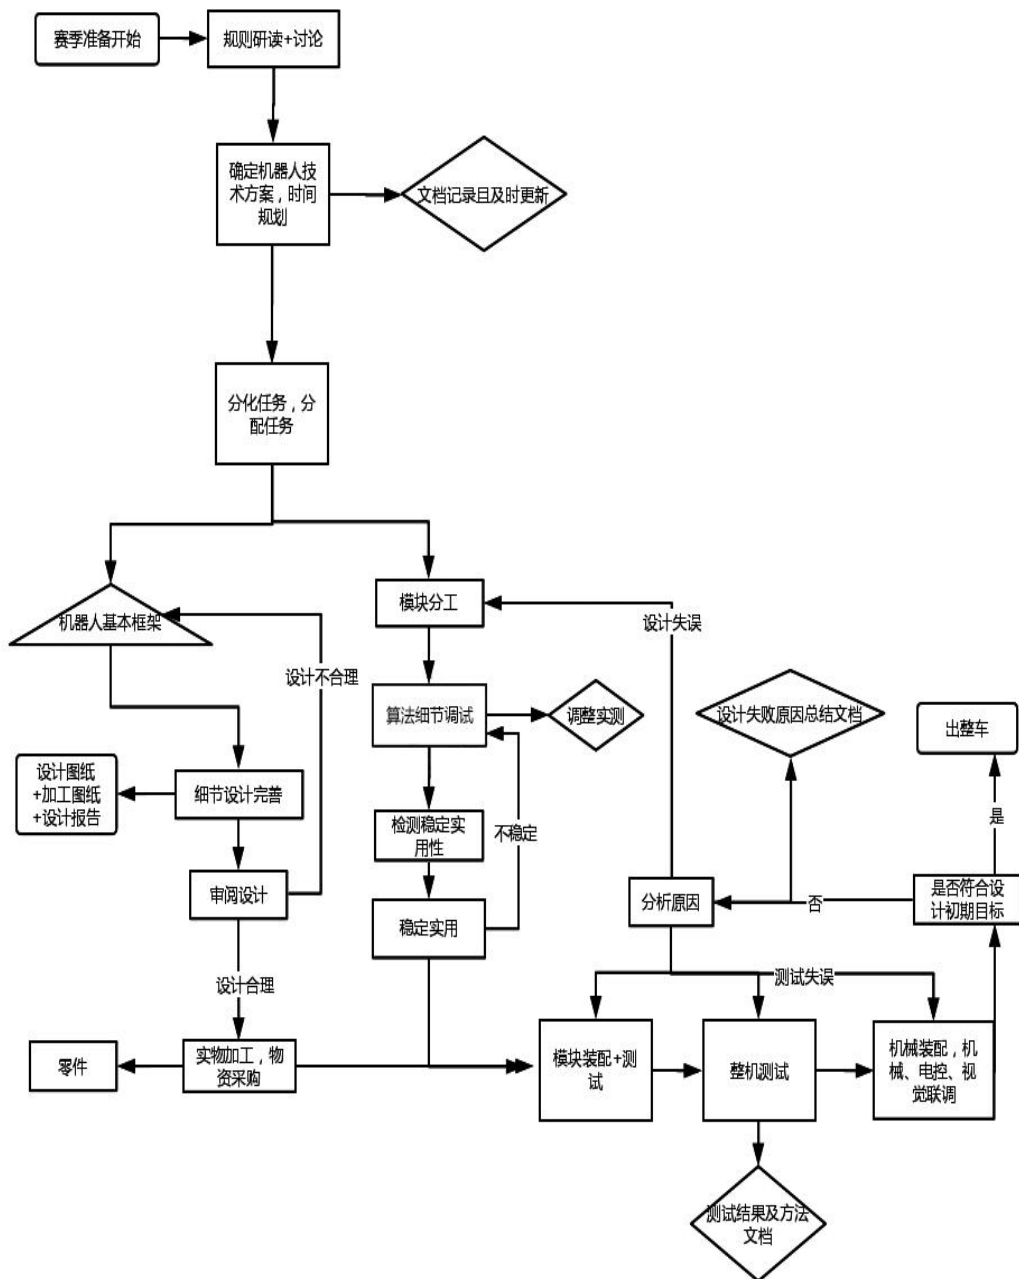 赛季准备开始
规则研读+讨论
确定机器人技
术方案，时间
规划
文档记录且及时更新
分化任务，分
配任务
机器人基本框架
模块分工
设计失误
设计不合理
算法细节调试
调整实测
设计失败原因总结文档
出整车
设计图纸
+加工图纸
+设计报告
细节设计完善
检测稳定实
用性
不稳定
是
审阅设计
稳定实用
分析原因
否
是否符合设
计初期目标
设计合理
测试失误
零件
实物加工，物
资采购
模块装配+测
试
整机测试
机械装配，机
械、电控、视
觉联调
测试结果及方法
文档